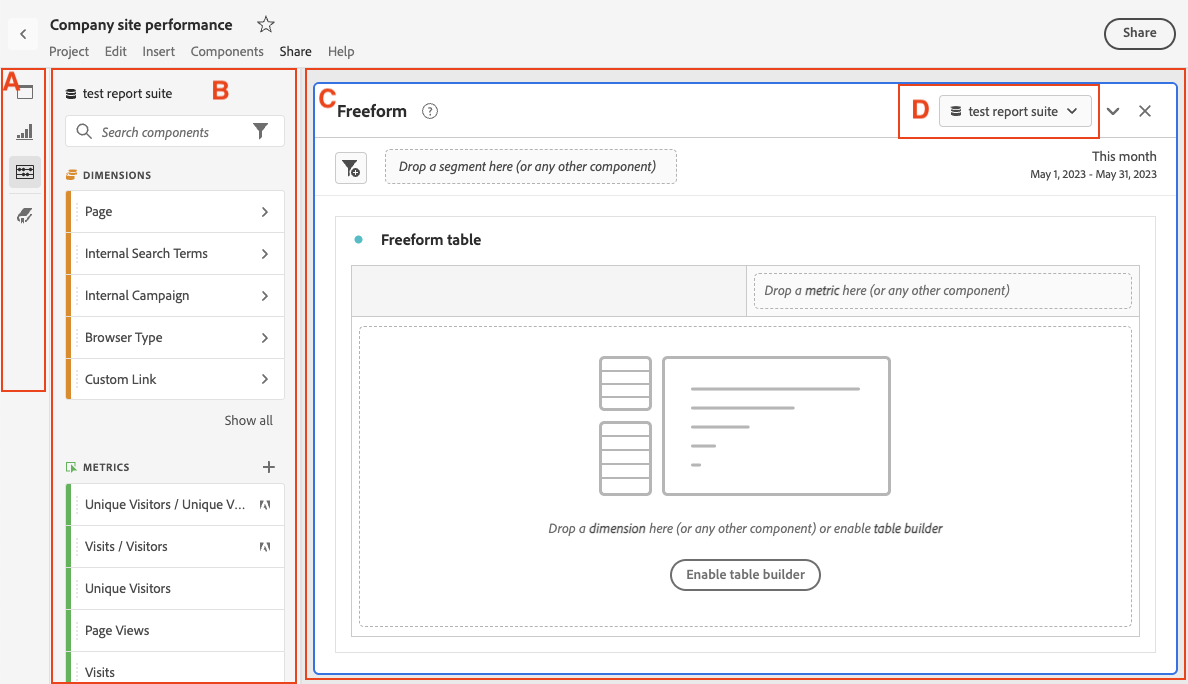 Company site performance
Project Edit Insert Components Share Help
Share
A
test report suite
B
Search components
DIMENSIONS
Page
Internal Search Terms
Internal Campaign
Browser Type
Custom Link
Show all
METRICS
Unique Visitors / Unique V...
Visits / Visitors
Unique Visitors
Page Views
Visits
C
Freeform
?
D
test report suite
Drop a segment here (or any other component)
This month
May 1, 2023 - May 31, 2023
Freeform table
Drop a metric here (or any other component)
Drop a dimension here (or any other component) or enable table builder
Enable table builder